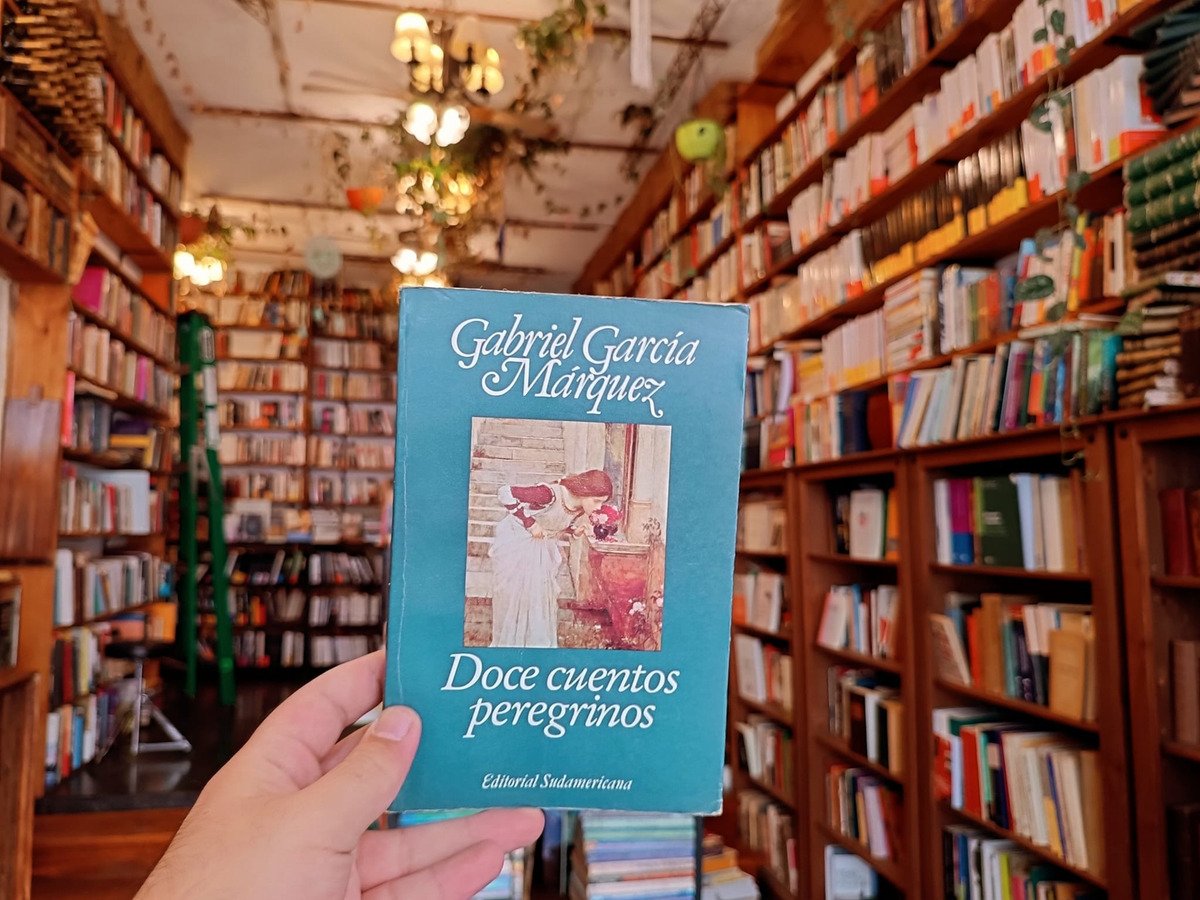 Gabriel García
Márquez
Doce cuentos
peregrinos
Editorial Sudamericana